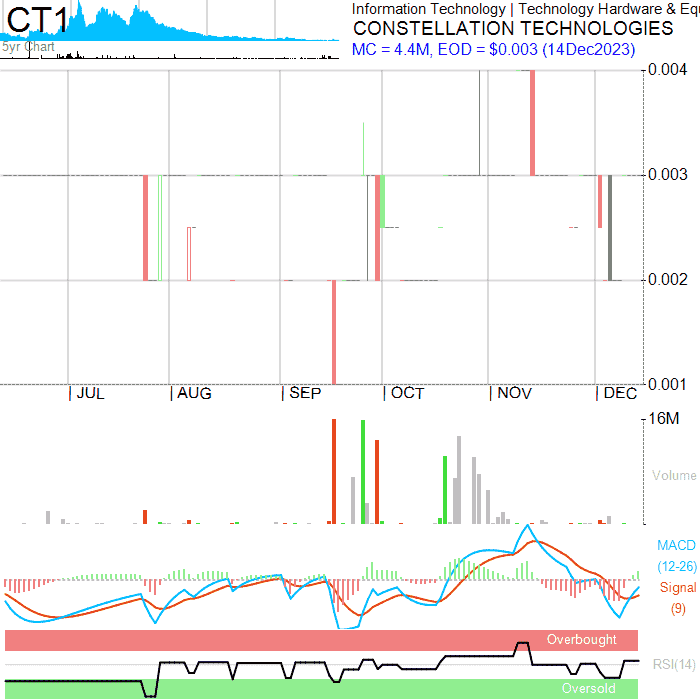 CT1
5yr Chart
Information Technology | Technology Hardware & Equ
CONSTELLATION TECHNOLOGIES
MC = 4.4M, EOD = $0.003 (14Dec2023)
0.004
0.003
0.002
0.001
| JUL | AUG | SEP | OCT | NOV | DEC
16M
Volume
MACD
(12-26)
Signal
(9)
Overbought
RSI(14)
Oversold